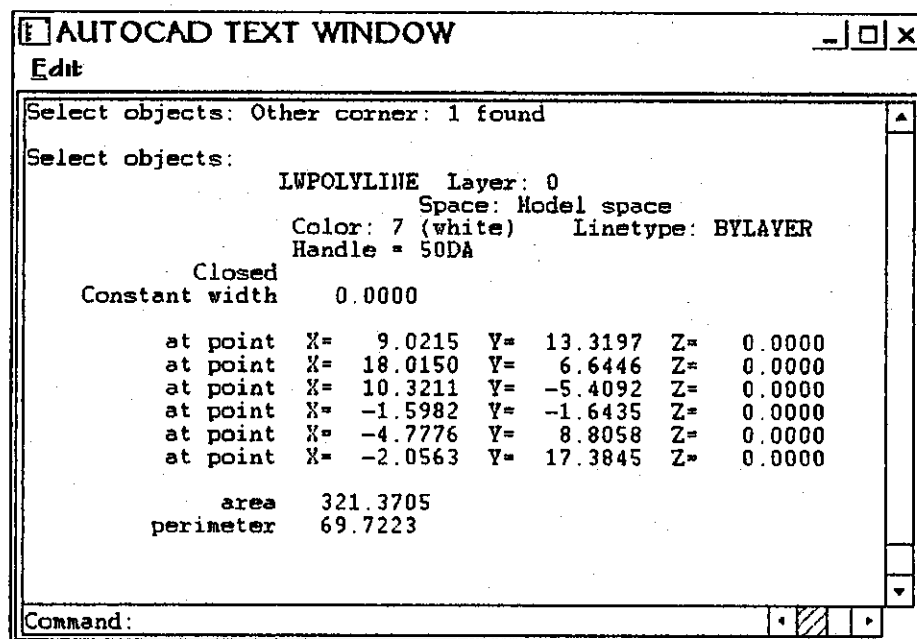 AUTOCAD TEXT WINDOW
Edit
Select objects: Other corner: 1 found
Select objects:
LWPOLYLINE Layer: 0
Space: Model space
Color: 7 (white) Linetype: BYLAYER
Handle = 50DA
Closed
Constant width 0.0000
at point X= 9.0215 Y= 13.3197 Z= 0.0000
at point X= 18.0150 Y= 6.6446 Z= 0.0000
at point X= 10.3211 Y= -5.4092 Z= 0.0000
at point X= -1.5982 Y= -1.6435 Z= 0.0000
at point X= -4.7776 Y= 8.8058 Z= 0.0000
at point X= -2.0563 Y= 17.3845 Z= 0.0000
area 321.3705
perimeter 69.7223
Command: